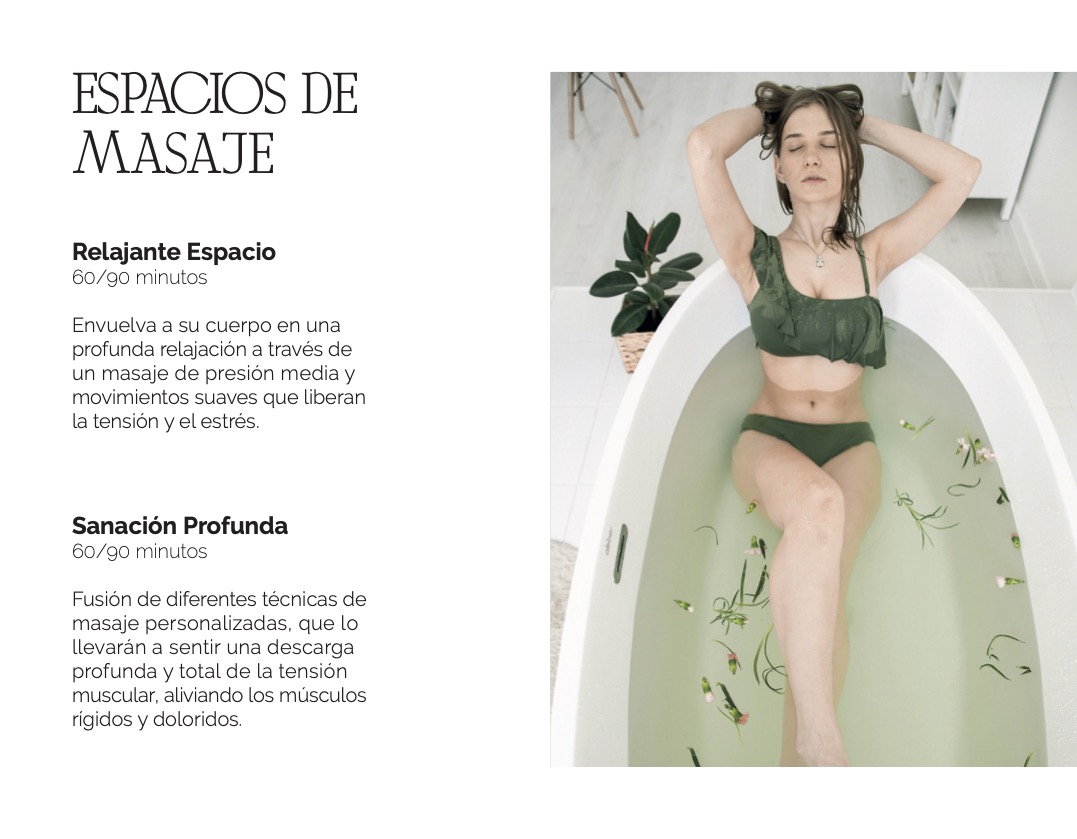 ESPACIOS DE
MASAJE
Relajante Espacio
60/90 minutos
Envuelva a su cuerpo en una
profunda relajación a través de
un masaje de presión media y
movimientos suaves que liberan
la tensión y el estrés.
Sanación Profunda
60/90 minutos
Fusión de diferentes técnicas de
masaje personalizadas, que lo
llevarán a sentir una descarga
profunda y total de la tensión
muscular, aliviando los músculos
rígidos y doloridos.